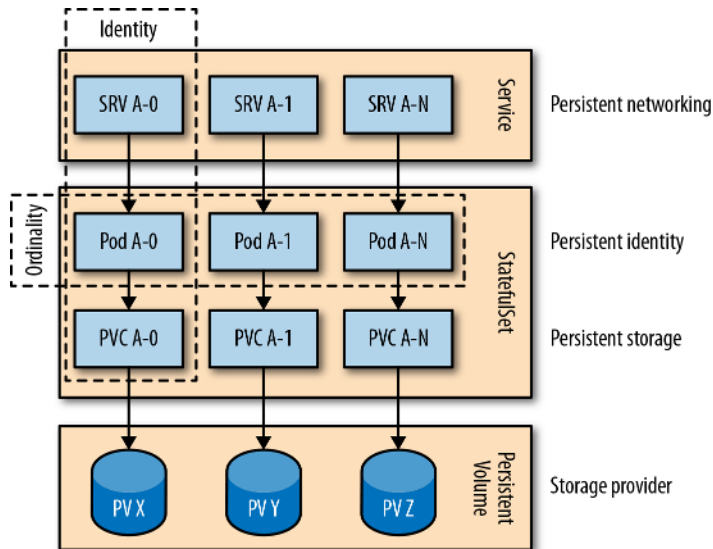 Identity
SRV A-0
SRV A-1
SRV A-N
Service
Persistent networking
Ordinality
Pod A-0
Pod A-1
Pod A-N
StatefulSet
Persistent identity
PVC A-0
PVC A-1
PVC A-N
Persistent storage
PV X
PV Y
PV Z
Persistent
Volume
Storage provider